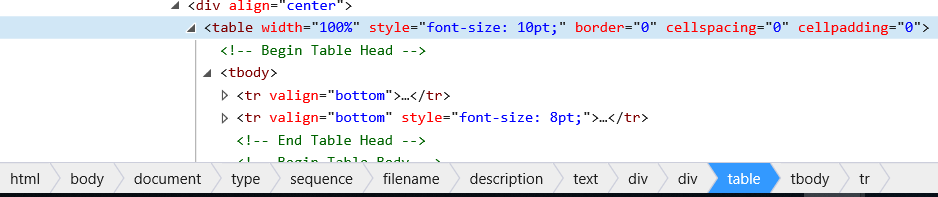 <div align="center">
<table width="100%" style="font-size: 10pt;" border="0" cellspacing="0" cellpadding="0">
<!-- Begin Table Head -->
<tbody>
<tr valign="bottom">…</tr>
<tr valign="bottom" style="font-size: 8pt;">…</tr>
<!-- End Table Head -->
<!-- Begin Table Body -->
html body document type sequence filename description text div div table tbody tr